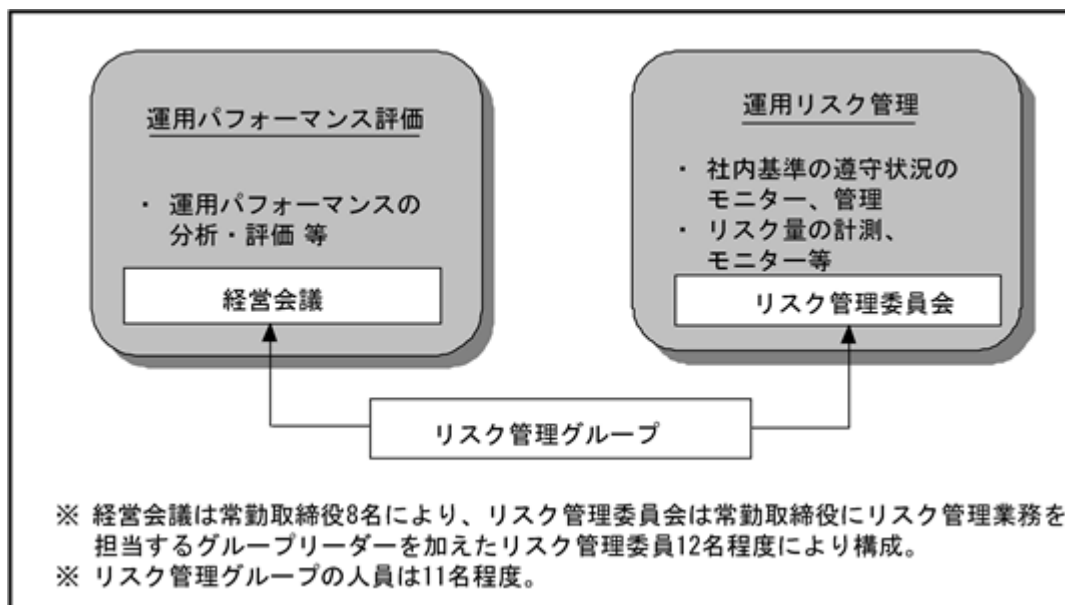 運用パフォーマンス評価
・ 運用パフォーマンスの
分析・評価 等
経営会議
運用リスク管理
・ 社内基準の遵守状況の
モニター、管理
・ リスク量の計測、
モニター等
リスク管理委員会
リスク管理グループ
※ 経営会議は常勤取締役8名により、リスク管理委員会は常勤取締役にリスク管理業務を
担当するグループリーダーを加えたリスク管理委員12名程度により構成。
※ リスク管理グループの人員は11名程度。